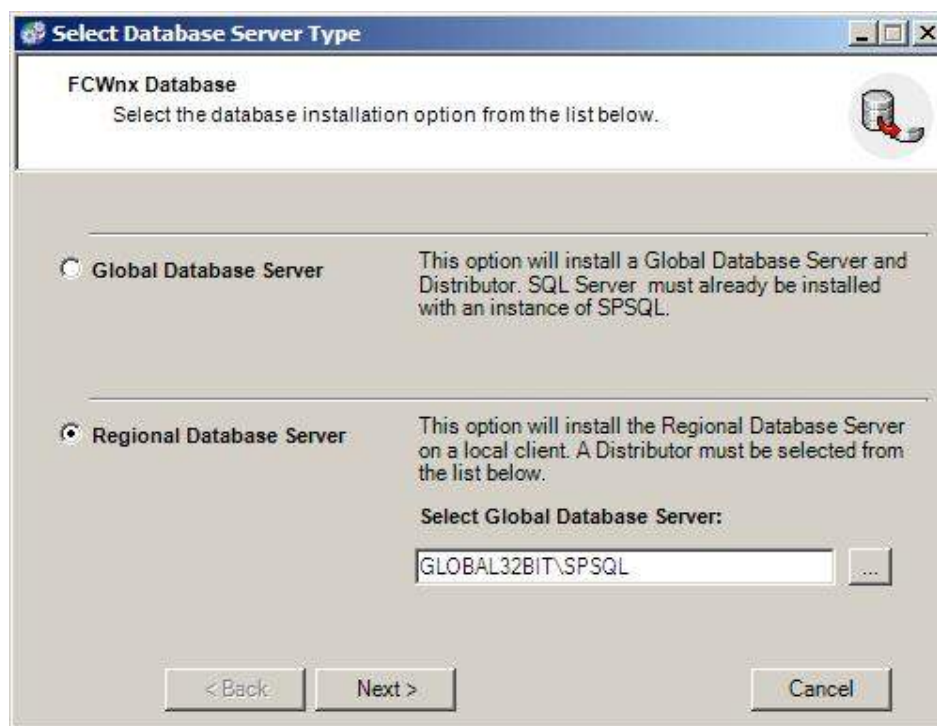 Select Database Server Type
FCWnx Database
Select the database installation option from the list below.
Global Database Server
This option will install a Global Database Server and
Distributor. SQL Server must already be installed
with an instance of SPSQL.
Regional Database Server
This option will install the Regional Database Server
on a local client. A Distributor must be selected from
the list below.
Select Global Database Server:
GLOBAL32BIT\SPSQL
...
< Back
Next >
Cancel